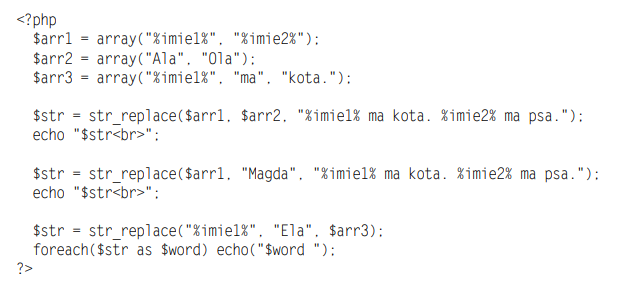 <?php
$arr1 = array("%imie1%", "%imie2%");
$arr2 = array("Ala", "Ola");
$arr3 = array("%imie1%", "ma", "kota.");
$str = str_replace($arr1, $arr2, "%imie1% ma kota. %imie2% ma psa.");
echo "$str<br>";
$str = str_replace($arr1, "Magda", "%imie1% ma kota. %imie2% ma psa.");
echo "$str<br>";
$str = str_replace("%imie1%", "Ela", $arr3);
foreach($str as $word) echo("$word ");
?>